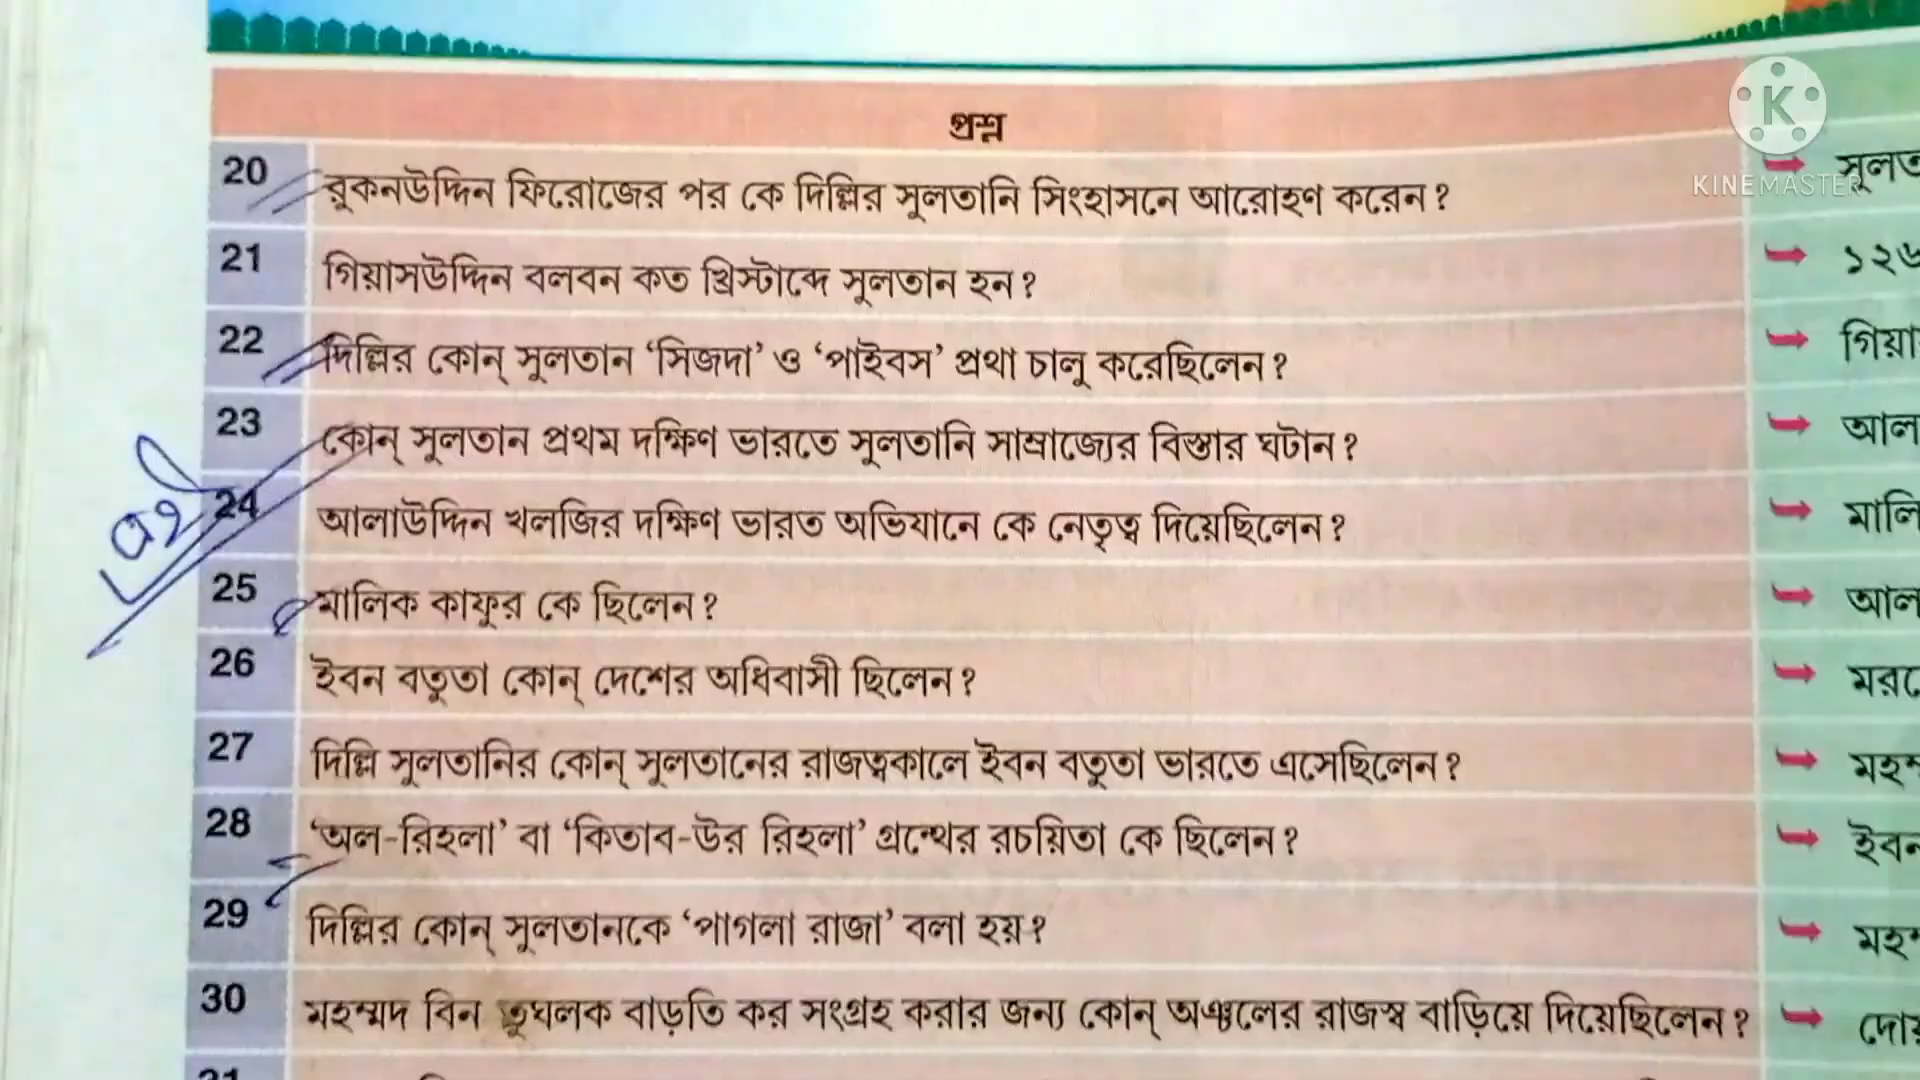 প্রশ্ন
K
KINEMASTER
20 রুকনউদ্দিন ফিরোজের পর কে দিল্লির সুলতানি সিংহাসনে আরোহণ করেন? ➡ সুলত
21 গিয়াসউদ্দিন বলবন কত খ্রিস্টাব্দে সুলতান হন? ➡ ১২৬
22 দিল্লির কোন্ সুলতান ‘সিজদা’ ও ‘পাইবস’ প্রথা চালু করেছিলেন? ➡ গিয়া
23 কোন্ সুলতান প্রথম দক্ষিণ ভারতে সুলতানি সাম্রাজ্যের বিস্তার ঘটান? ➡ আল
24 আলাউদ্দিন খলজির দক্ষিণ ভারত অভিযানে কে নেতৃত্ব দিয়েছিলেন? ➡ মালি
25 মালিক কাফুর কে ছিলেন? ➡ আল
26 ইবন বতুতা কোন্ দেশের অধিবাসী ছিলেন? ➡ মর
27 দিল্লি সুলতানির কোন্ সুলতানের রাজত্বকালে ইবন বতুতা ভারতে এসেছিলেন? ➡ মহ
28 ‘অল-রিহলা’ বা ‘কিতাব-উর রিহলা’ গ্রন্থের রচয়িতা কে ছিলেন? ➡ ইবন
29 দিল্লির কোন্ সুলতানকে ‘পাগলা রাজা’ বলা হয়? ➡ মহ
30 মহম্মদ বিন তুঘলক বাড়তি কর সংগ্রহ করার জন্য কোন্ অঞ্চলের রাজস্ব বাড়িয়ে দিয়েছিলেন? ➡ দোয়